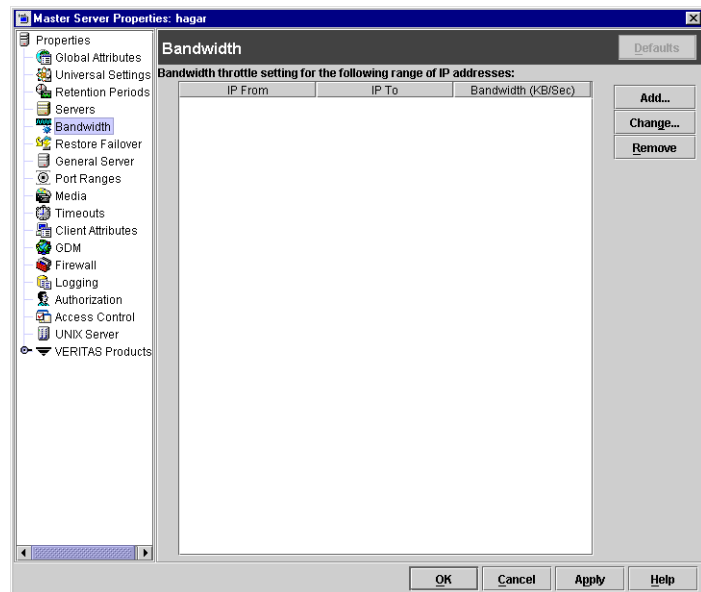 Master Server Properties: hagar
Properties
Global Attributes
Universal Settings
Retention Periods
Servers
Bandwidth
Restore Failover
General Server
Port Ranges
Media
Timeouts
Client Attributes
GDM
Firewall
Logging
Authorization
Access Control
UNIX Server
VERITAS Products
Bandwidth
Defaults
Bandwidth throttle setting for the following range of IP addresses:
IP From IP To Bandwidth (KB/Sec)
Add...
Change...
Remove
OK Cancel Apply Help